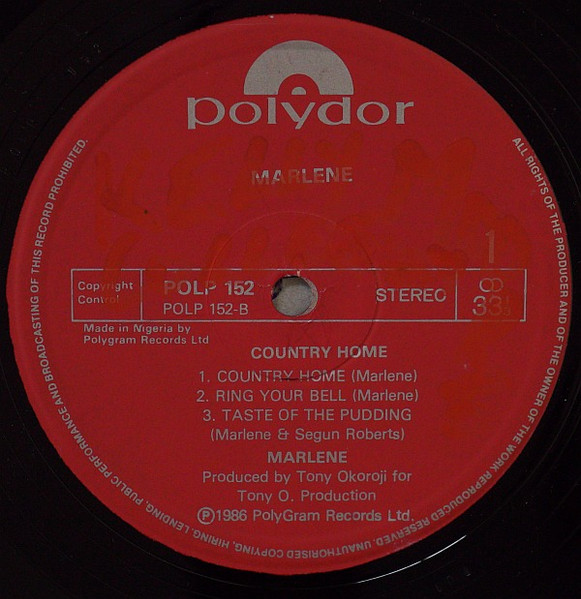 polydor
MARLENE
1
Copyright
Control
POLP 152
POLP 152-B
STEREO
33⅓
Made in Nigeria by
Polygram Records Ltd
COUNTRY HOME
1. COUNTRY HOME (Marlene)
2. RING YOUR BELL (Marlene)
3. TASTE OF THE PUDDING
(Marlene & Segun Roberts)
MARLENE
Produced by Tony Okoroji for
Tony O. Production
Ⓟ1986 PolyGram Records Ltd.
ALL RIGHTS OF THE PRODUCER AND OF THE OWNER OF THE WORK REPRODUCED RESERVED. UNAUTHORISED COPYING, HIRING, LENDING, PUBLIC PERFORMANCE AND BROADCASTING OF THIS RECORD PROHIBITED.